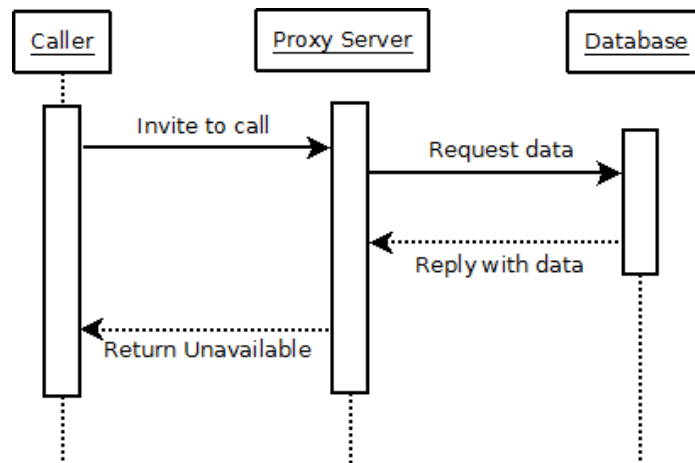 Caller
Proxy Server
Database
Invite to call
Request data
Reply with data
Return Unavailable